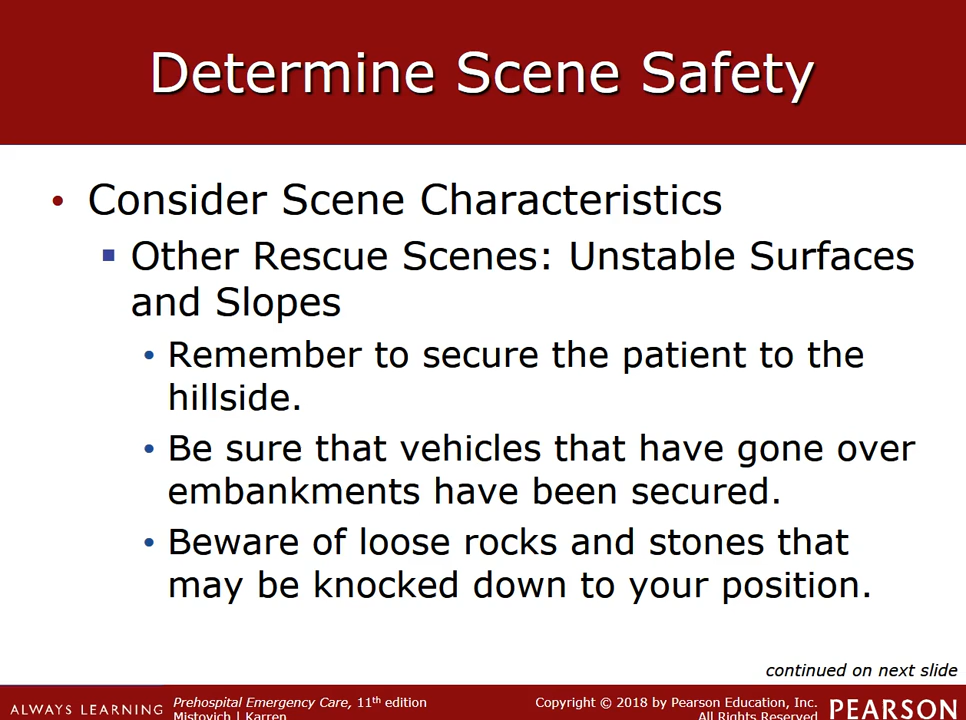 Determine Scene Safety
• Consider Scene Characteristics
▪ Other Rescue Scenes: Unstable Surfaces
and Slopes
• Remember to secure the patient to the
hillside.
• Be sure that vehicles that have gone over
embankments have been secured.
• Beware of loose rocks and stones that
may be knocked down to your position.
continued on next slide
ALWAYS LEARNING
Prehospital Emergency Care, 11th edition
Mistovich | Karren
Copyright © 2018 by Pearson Education, Inc.
All Rights Reserved
PEARSON